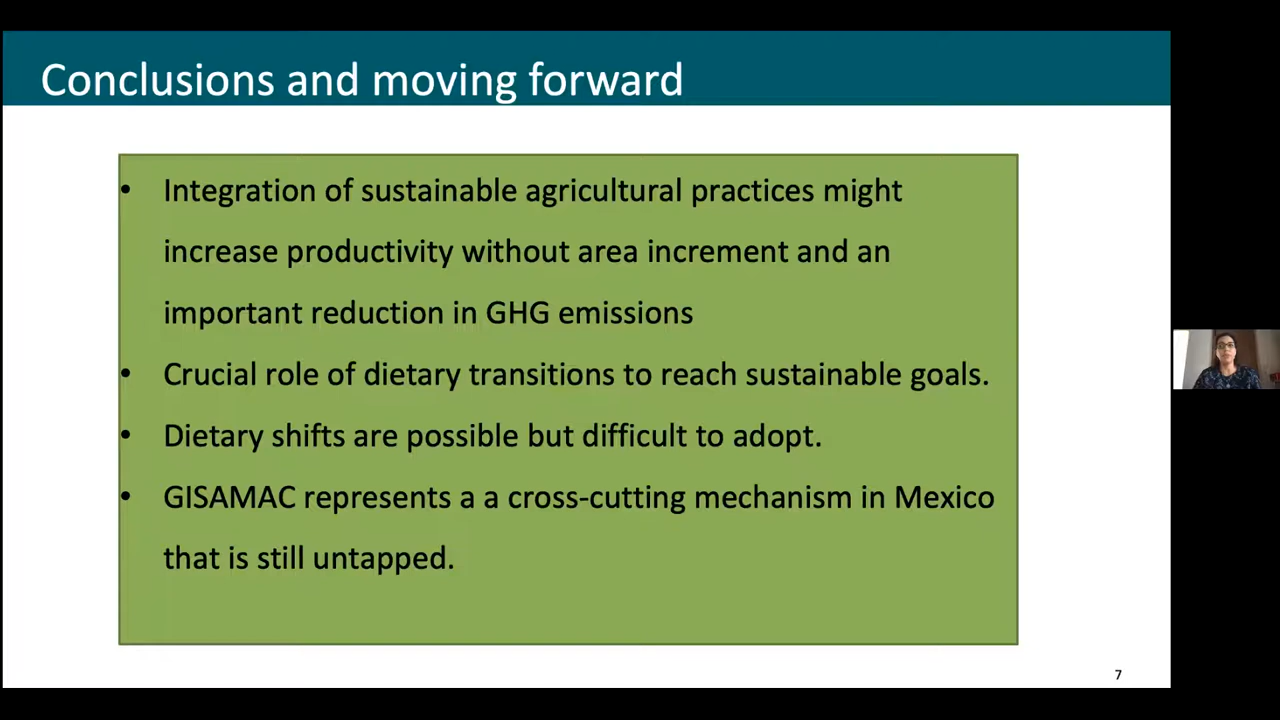 Conclusions and moving forward
• Integration of sustainable agricultural practices might
increase productivity without area increment and an
important reduction in GHG emissions
• Crucial role of dietary transitions to reach sustainable goals.
• Dietary shifts are possible but difficult to adopt.
• GISAMAC represents a a cross-cutting mechanism in Mexico
that is still untapped.
7